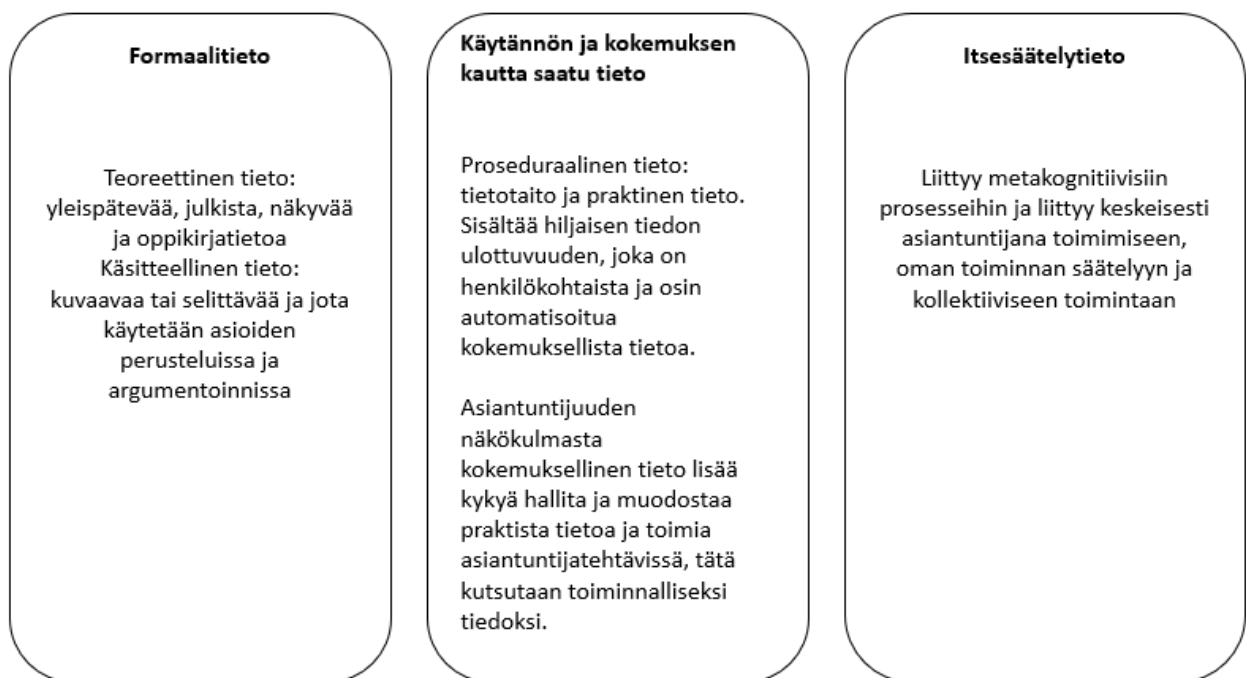 Formaalitieto
Teoreettinen tieto:
yleispätevää, julkista, näkyvää
ja oppikirjatietoa
Käsitteellinen tieto:
kuvaavaa tai selittävää ja jota
käytetään asioiden
perusteluissa ja
argumentoinnissa
Käytännön ja kokemuksen
kautta saatu tieto
Proseduraalinen tieto:
tietotaito ja praktinen tieto.
Sisältää hiljaisen tiedon
ulottuvuuden, joka on
henkilökohtaista ja osin
automatisoitua
kokemuksellista tietoa.
Asiantuntijuuden
näkökulmasta
kokemuksellinen tieto lisää
kykyä hallita ja muodostaa
praktista tietoa ja toimia
asiantuntijatehtävissä, tätä
kutsutaan toiminnalliseksi
tiedoksi.
Itsesäätelytieto
Liittyy metakognitiivisiin
prosesseihin ja liittyy keskeisesti
asiantuntijana toimimiseen,
oman toiminnan säätelyyn ja
kollektiiviseen toimintaan